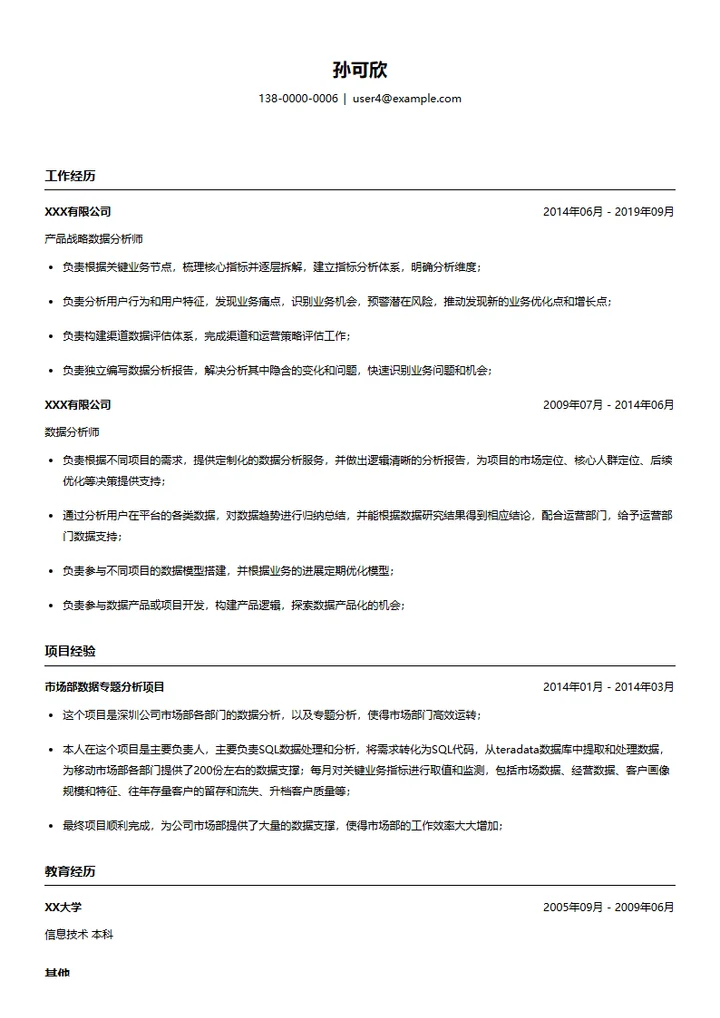 孙可欣
138-0000-0006 | user4@example.com
工作经历
XXX有限公司 2014年06月 - 2019年09月
产品战略数据分析师
• 负责根据关键业务节点，梳理核心指标并逐层拆解，建立指标分析体系，明确分析维度；
• 负责分析用户行为和用户特征，发现业务痛点，识别业务机会，预警潜在风险，推动发现新的业务优化点和增长点；
• 负责构建渠道数据评估体系，完成渠道和运营策略评估工作；
• 负责独立编写数据分析报告，解决分析其中隐含的变化和问题，快速识别业务问题和机会；
XXX有限公司 2009年07月 - 2014年06月
数据分析师
• 负责根据不同项目的需求，提供定制化的数据分析服务，并做出逻辑清晰的分析报告，为项目的市场定位、核心人群定位、后续
优化等决策提供支持；
• 通过分析用户在平台的各类数据，对数据趋势进行归纳总结，并能根据数据研究结果得到相应结论，配合运营部门，给予运营部
门数据支持；
• 负责参与不同项目的数据模型搭建，并根据业务的进展定期优化模型；
• 负责参与数据产品或项目开发，构建产品逻辑，探索数据产品化的机会；
项目经验
市场部数据专题分析项目 2014年01月 - 2014年03月
• 这个项目是深圳公司市场部各部门的数据分析，以及专题分析，使得市场部门高效运转；
• 本人在这个项目是主要负责人，主要负责SQL数据处理和分析，将需求转化为SQL代码，从teradata数据库中提取和处理数据，
为移动市场部各部门提供了200份左右的数据支撑；每月对关键业务指标进行取值和监测，包括市场数据、经营数据、客户画像
规模和特征、往年存量客户的留存和流失、升档客户质量等；
• 最终项目顺利完成，为公司市场部提供了大量的数据支撑，使得市场部的工作效率大大增加；
教育经历
XX大学 2005年09月 - 2009年06月
信息技术 本科
其他